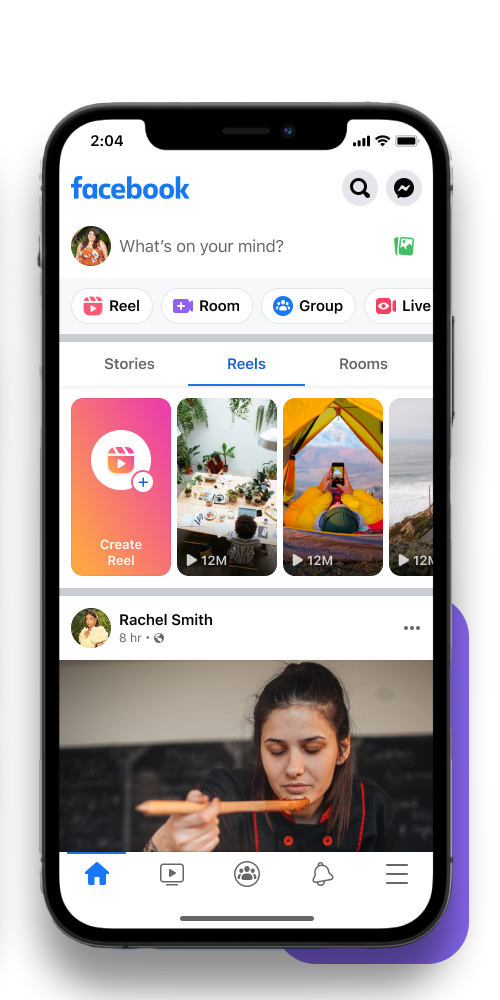 2:04
facebook
What's on your mind?
Reel
Room
Group
Live
Stories
Reels
Rooms
Create
Reel
12M
12M
Rachel Smith
8 hr